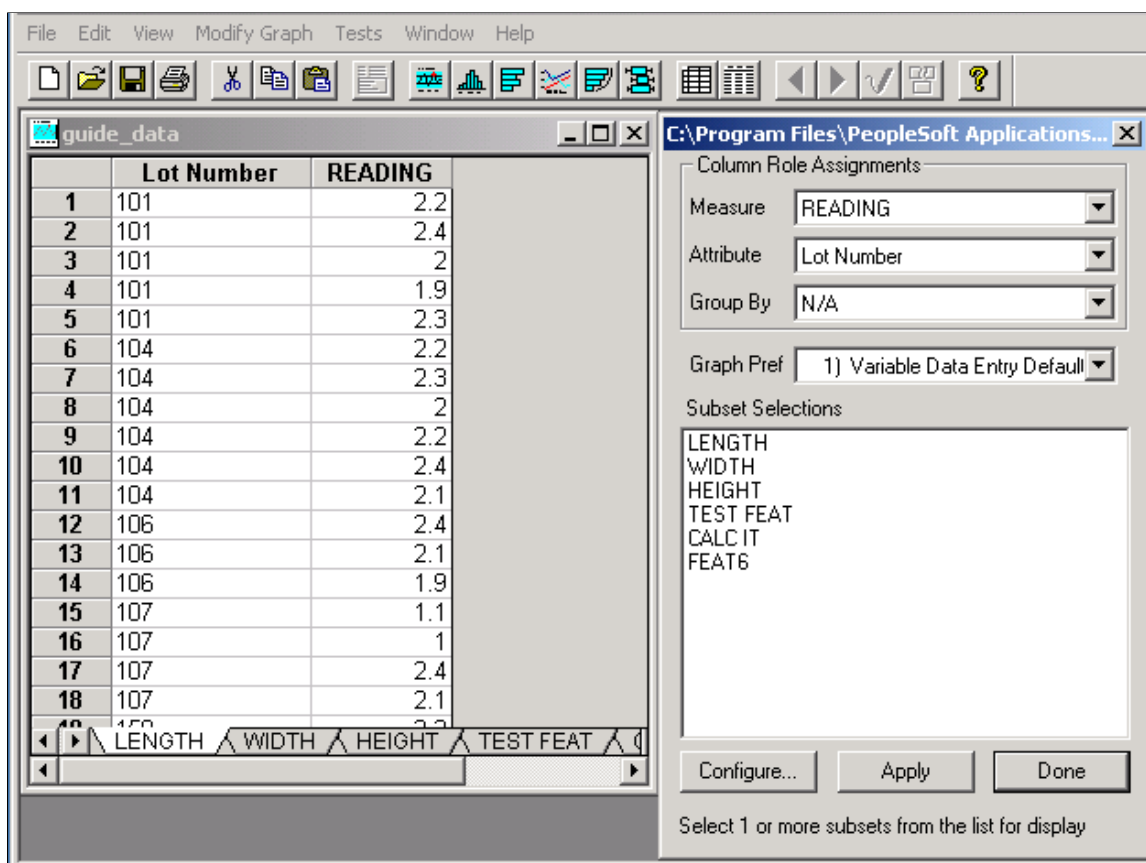 File Edit View Modify Graph Tests Window Help
guide_data
Lot Number READING
1 101 2.2
2 101 2.4
3 101 2
4 101 1.9
5 101 2.3
6 104 2.2
7 104 2.3
8 104 2
9 104 2.2
10 104 2.4
11 104 2.1
12 106 2.4
13 106 2.1
14 106 1.9
15 107 1.1
16 107 1
17 107 2.4
18 107 2.1
LENGTH WIDTH HEIGHT TEST FEAT
C:\Program Files\PeopleSoft Applications...
Column Role Assignments
Measure READING
Attribute Lot Number
Group By N/A
Graph Pref 1) Variable Data Entry Default
Subset Selections
LENGTH
WIDTH
HEIGHT
TEST FEAT
CALC IT
FEAT6
Configure... Apply Done
Select 1 or more subsets from the list for display